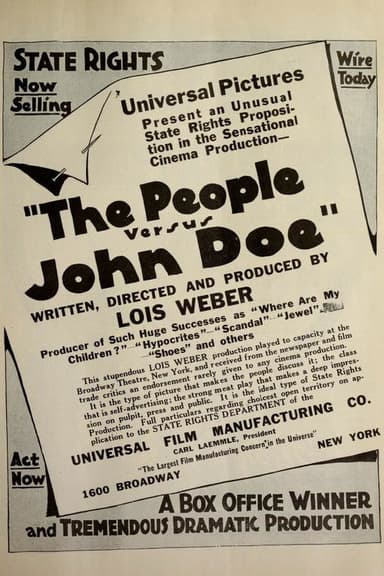 STATE RIGHTS
Now
Selling
Wire
Today
Universal Pictures
Present an Unusual
State Rights Proposi-
tion in the Sensational
Cinema Production—
"The People
versus
John Doe"
WRITTEN, DIRECTED AND PRODUCED BY
LOIS WEBER
Producer of Such Huge Successes as "Where Are My
Children?"—"Hypocrites"—"Scandal"—"Jewel"
—"Shoes" and others
This stupendous LOIS WEBER production played to capacity at the
Broadway Theatre, New York, and received from the newspaper and film
trade critics an endorsement rarely given to any cinema production.
It is the type of picture that makes the people discuss it; the class
that is self-advertising; the strong meat play that makes a deep impres-
sion on pulpit, press and public. It is the ideal type of State Rights
Production. Full particulars regarding choicest open territory on ap-
plication to the STATE RIGHTS DEPARTMENT of the
UNIVERSAL FILM MANUFACTURING CO.
CARL LAEMMLE, President
"The Largest Film Manufacturing Concern in the Universe"
1600 BROADWAY
NEW YORK
Act
Now
A BOX OFFICE WINNER
and TREMENDOUS DRAMATIC PRODUCTION